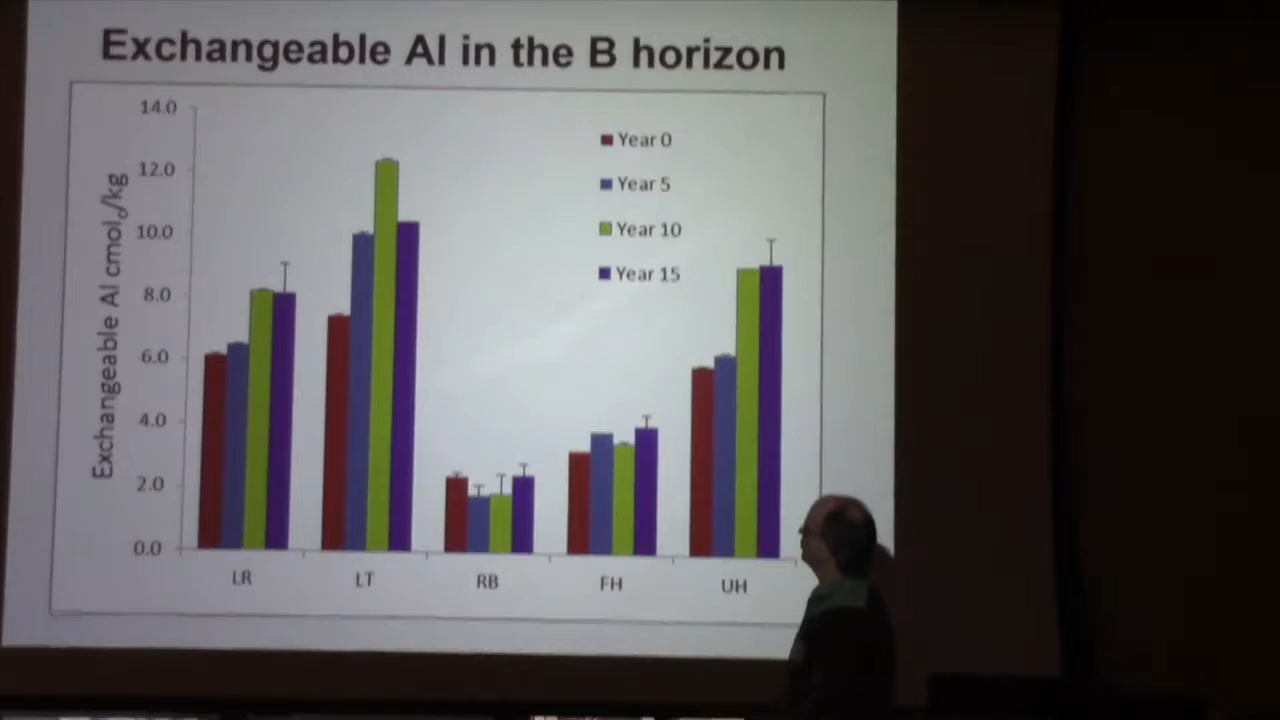 Exchangeable Al in the B horizon
14.0
12.0
10.0
8.0
6.0
4.0
2.0
0.0
Exchangeable Al cmolc/kg
Year 0
Year 5
Year 10
Year 15
LR
LT
RB
FH
UH